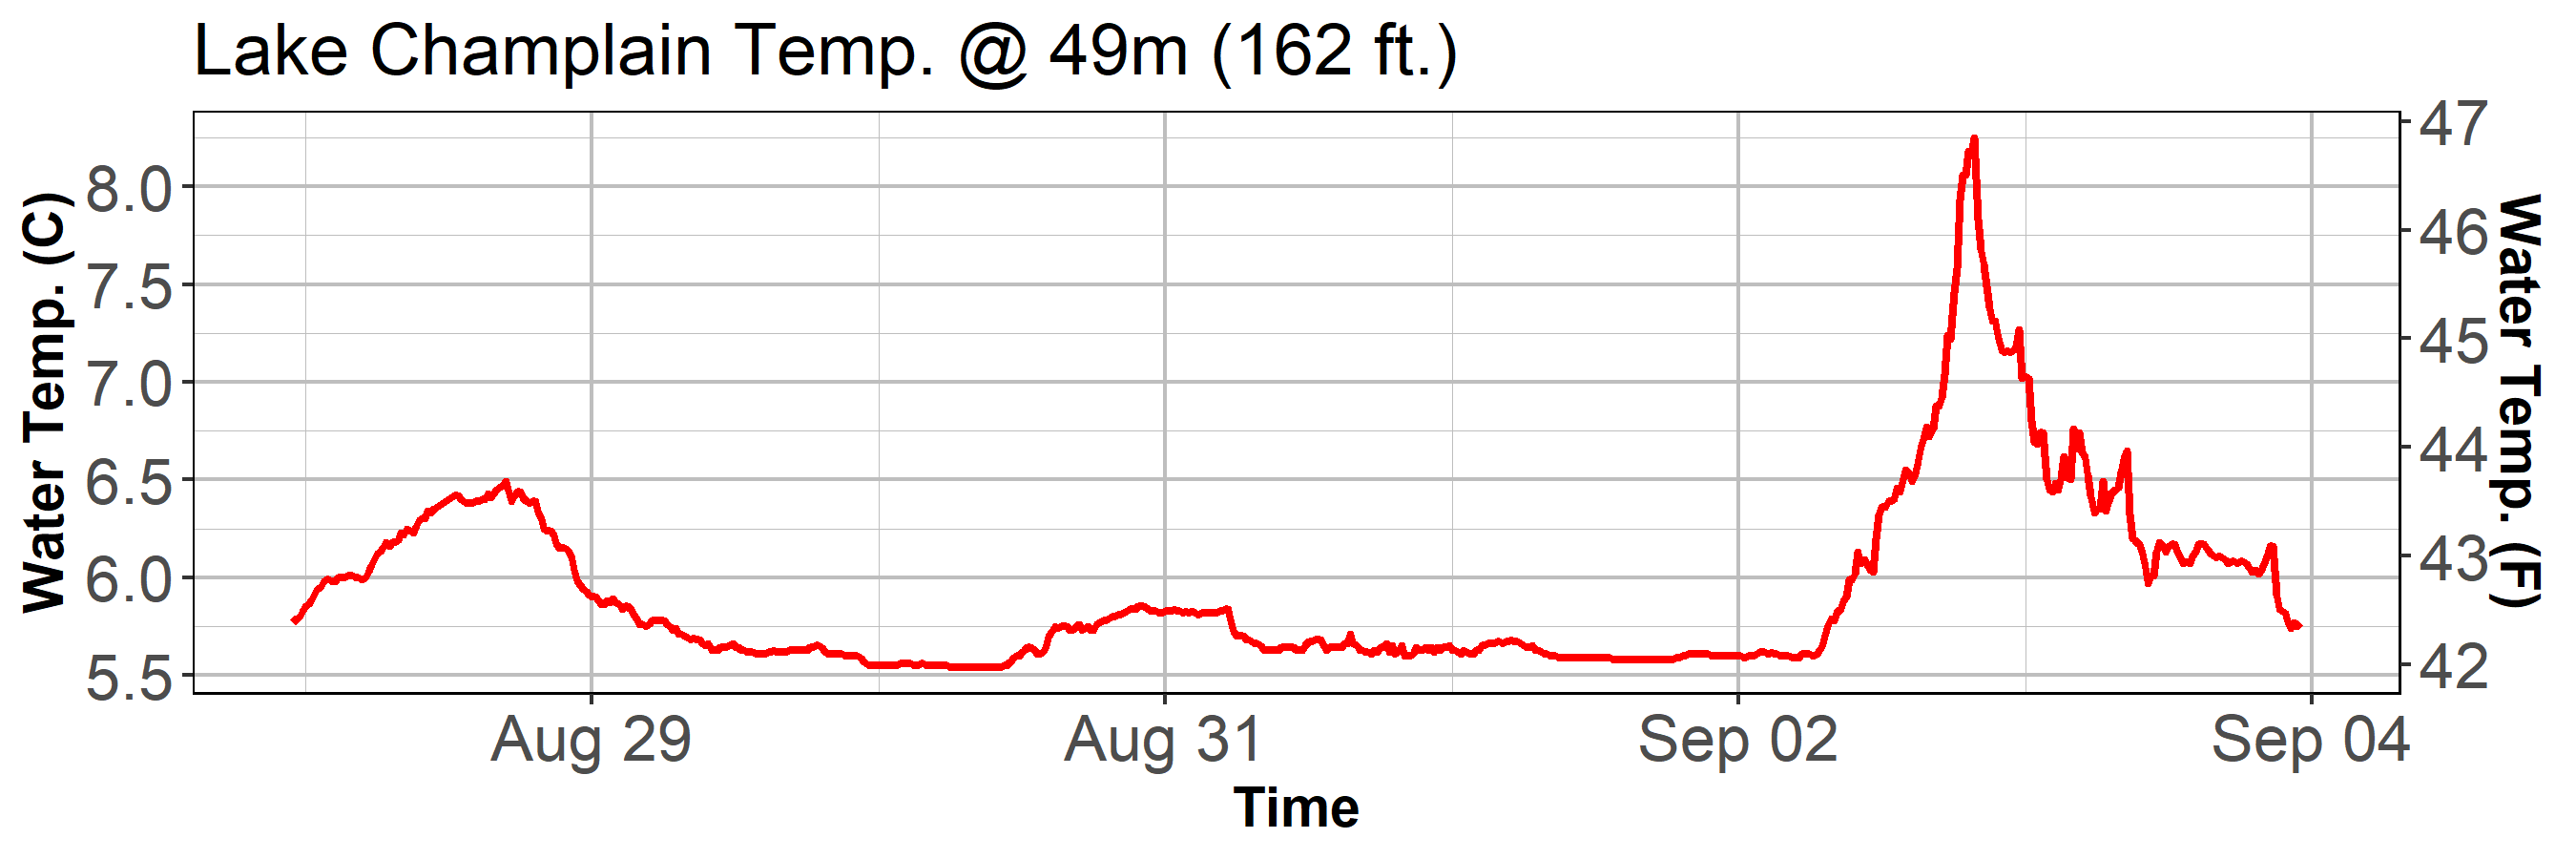 Lake Champlain Temp. @ 49m (162 ft.)
Water Temp. (C)
8.0
7.5
7.0
6.5
6.0
5.5
47
46
45
44
43
42
Water Temp. (F)
Aug 29
Aug 31
Sep 02
Sep 04
Time